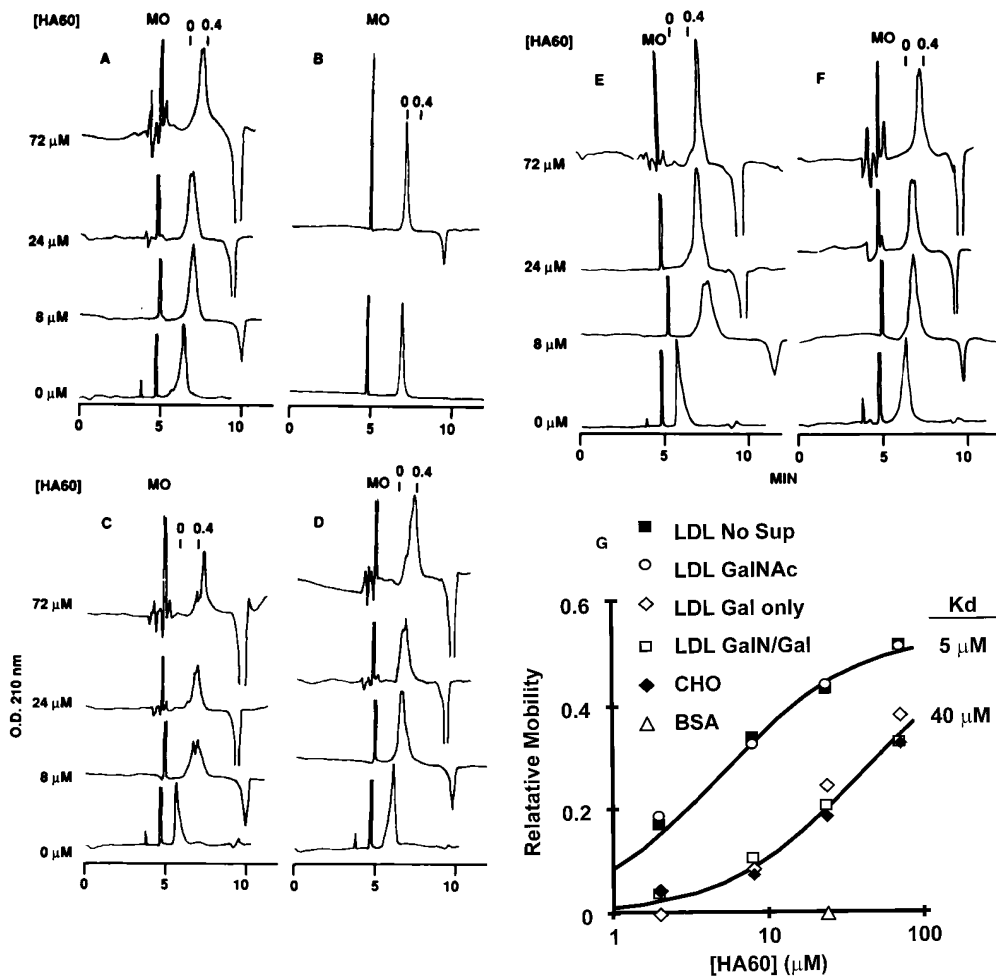 [HA60] MO 0 0.4
A
72 μM
24 μM
8 μM
0 μM
0 5 10
MO
B
0 0.4
0 5 10
[HA60] MO 0 0.4
E
72 μM
24 μM
8 μM
0 μM
0 5 10
MO 0 0.4
F
0 5 10
MIN
[HA60] MO
C
0 0.4
72 μM
24 μM
8 μM
0 μM
0 5 10
O.D. 210 nm
MO 0 0.4
D
0 5 10
G
LDL No Sup
LDL GalNAc
LDL Gal only
LDL GalN/Gal
CHO
BSA
Kd
5 μM
40 μM
0.6
0.4
0.2
0
Relatative Mobility
1 10 100
[HA60] (μM)